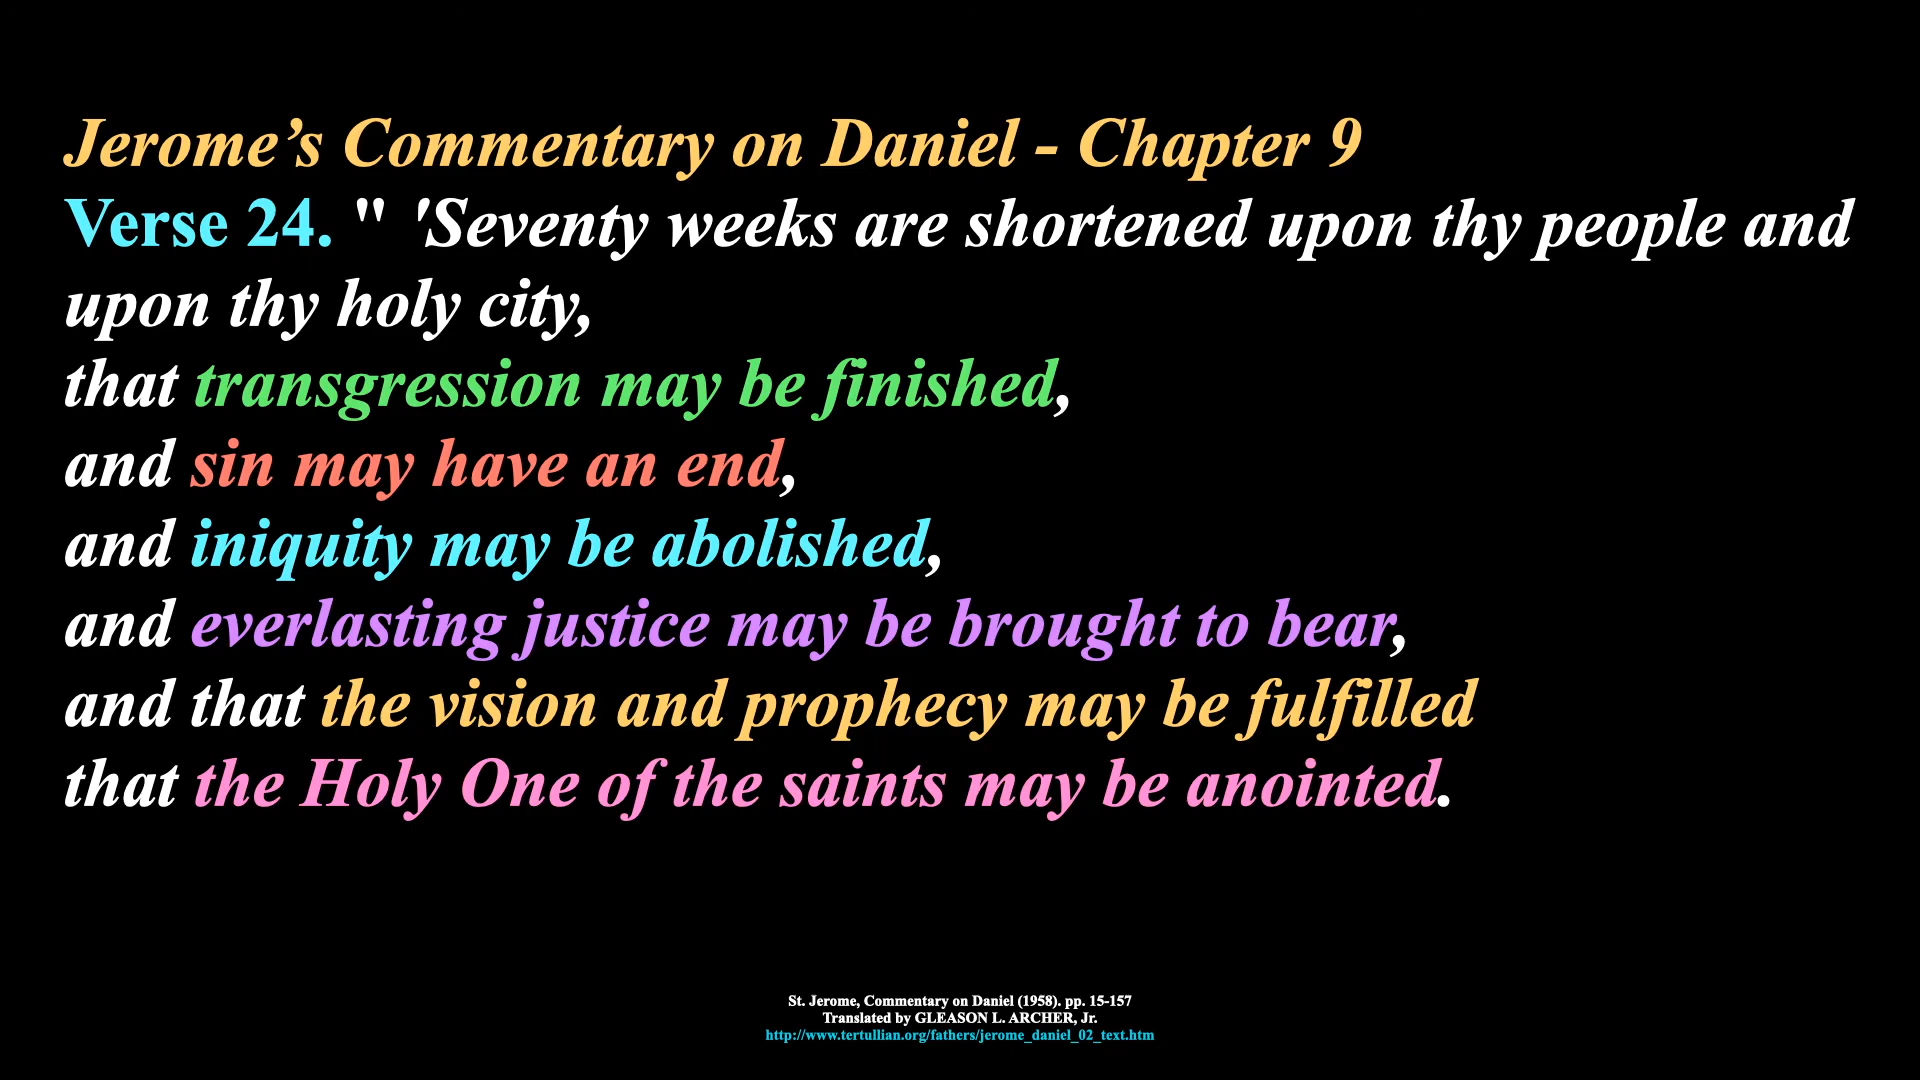 Jerome’s Commentary on Daniel - Chapter 9
Verse 24. " 'Seventy weeks are shortened upon thy people and
upon thy holy city,
that transgression may be finished,
and sin may have an end,
and iniquity may be abolished,
and everlasting justice may be brought to bear,
and that the vision and prophecy may be fulfilled
that the Holy One of the saints may be anointed.
St. Jerome, Commentary on Daniel (1958). pp. 15-157
Translated by GLEASON L. ARCHER, Jr.
http://www.tertullian.org/fathers/jerome_daniel_02_text.htm